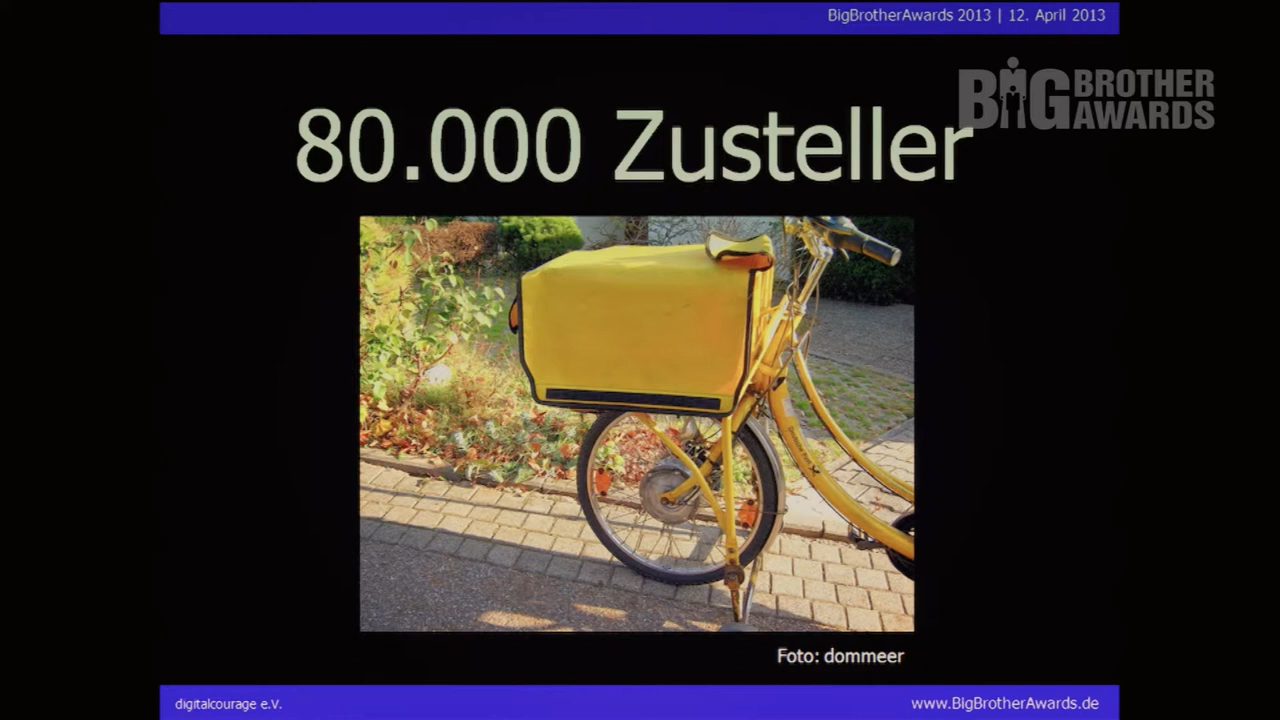 BigBrotherAwards 2013 | 12. April 2013
BIG BROTHER
AWARDS
80.000 Zusteller
Foto: dommeer
digitalcourage e.V.
www.BigBrotherAwards.de